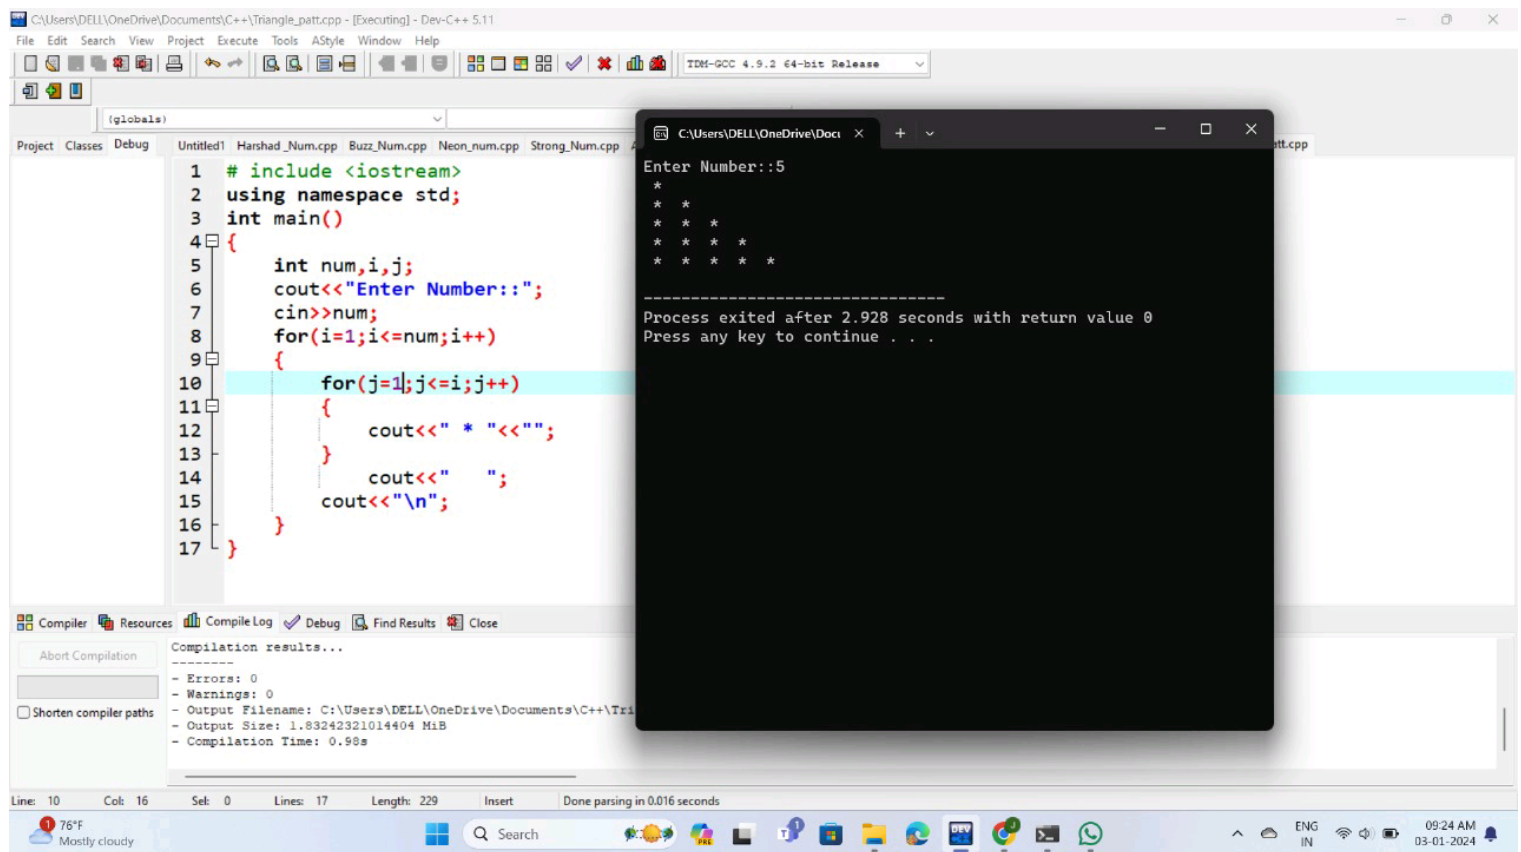 C:\Users\DELL\OneDrive\Documents\C++\Triangle_patt.cpp - [Executing] - Dev-C++ 5.11
File Edit Search View Project Execute Tools AStyle Window Help
TDM-GCC 4.9.2 64-bit Release
(globals)
Project Classes Debug
Untitled1 Harshad_Num.cpp Buzz_Num.cpp Neon_num.cpp Strong_Num.cpp
att.cpp
1 # include <iostream>
2 using namespace std;
3 int main()
4 {
5 int num,i,j;
6 cout<<"Enter Number::";
7 cin>>num;
8 for(i=1;i<=num;i++)
9 {
10 for(j=1;j<=i;j++)
11 {
12 cout<<" * "<<"";
13 }
14 cout<<"   ";
15 cout<<"\n";
16 }
17 }
C:\Users\DELL\OneDrive\Docu
Enter Number::5
*
* *
* * *
* * * *
* * * * *
--------------------------------
Process exited after 2.928 seconds with return value 0
Press any key to continue . . .
Compiler Resources Compile Log Debug Find Results Close
Abort Compilation
Shorten compiler paths
Compilation results...
--------
- Errors: 0
- Warnings: 0
- Output Filename: C:\Users\DELL\OneDrive\Documents\C++\Tri
- Output Size: 1.83242321014404 MiB
- Compilation Time: 0.98s
Line: 10 Col: 16 Sel: 0 Lines: 17 Length: 229 Insert Done parsing in 0.016 seconds
1
76°F
Mostly cloudy
Search
PRE
1
DEV
J
ENG
IN
09:24 AM
03-01-2024